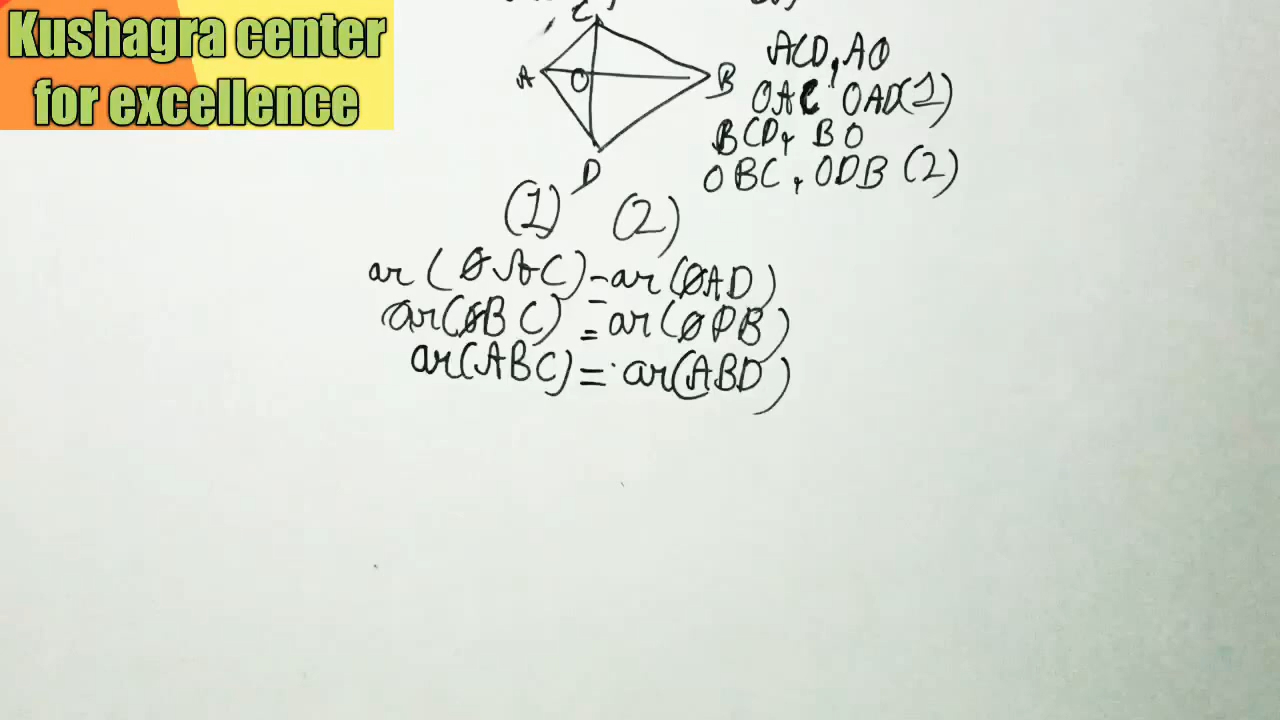 Kushagra center
for excellence
C
A
O
B
D
ACD, AO
OAC, OAD(1)
BCD, BO
OBC, ODB (2)
(1) (2)
ar(OAC)=ar(OAD)
ar(OBC)=ar(ODB)
ar(ABC)=ar(ABD)